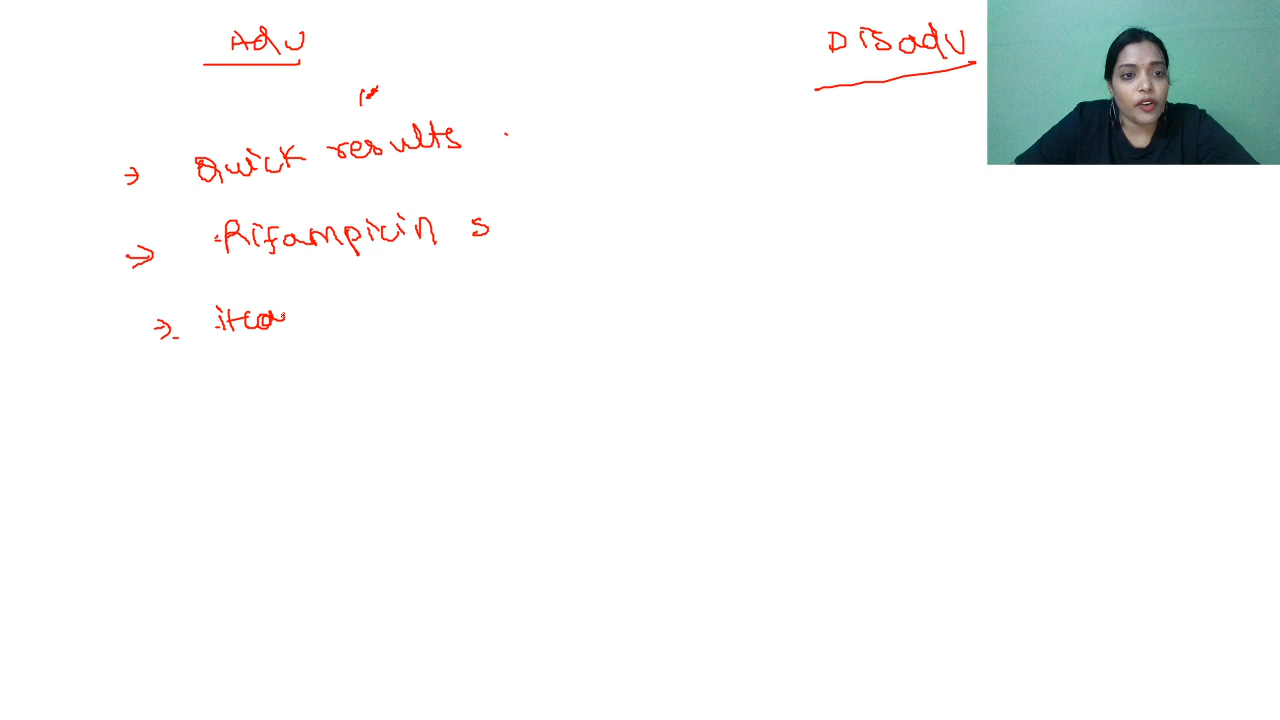 Adv
Disadv
→ Quick results
⇒ Rifampicin s
⇒